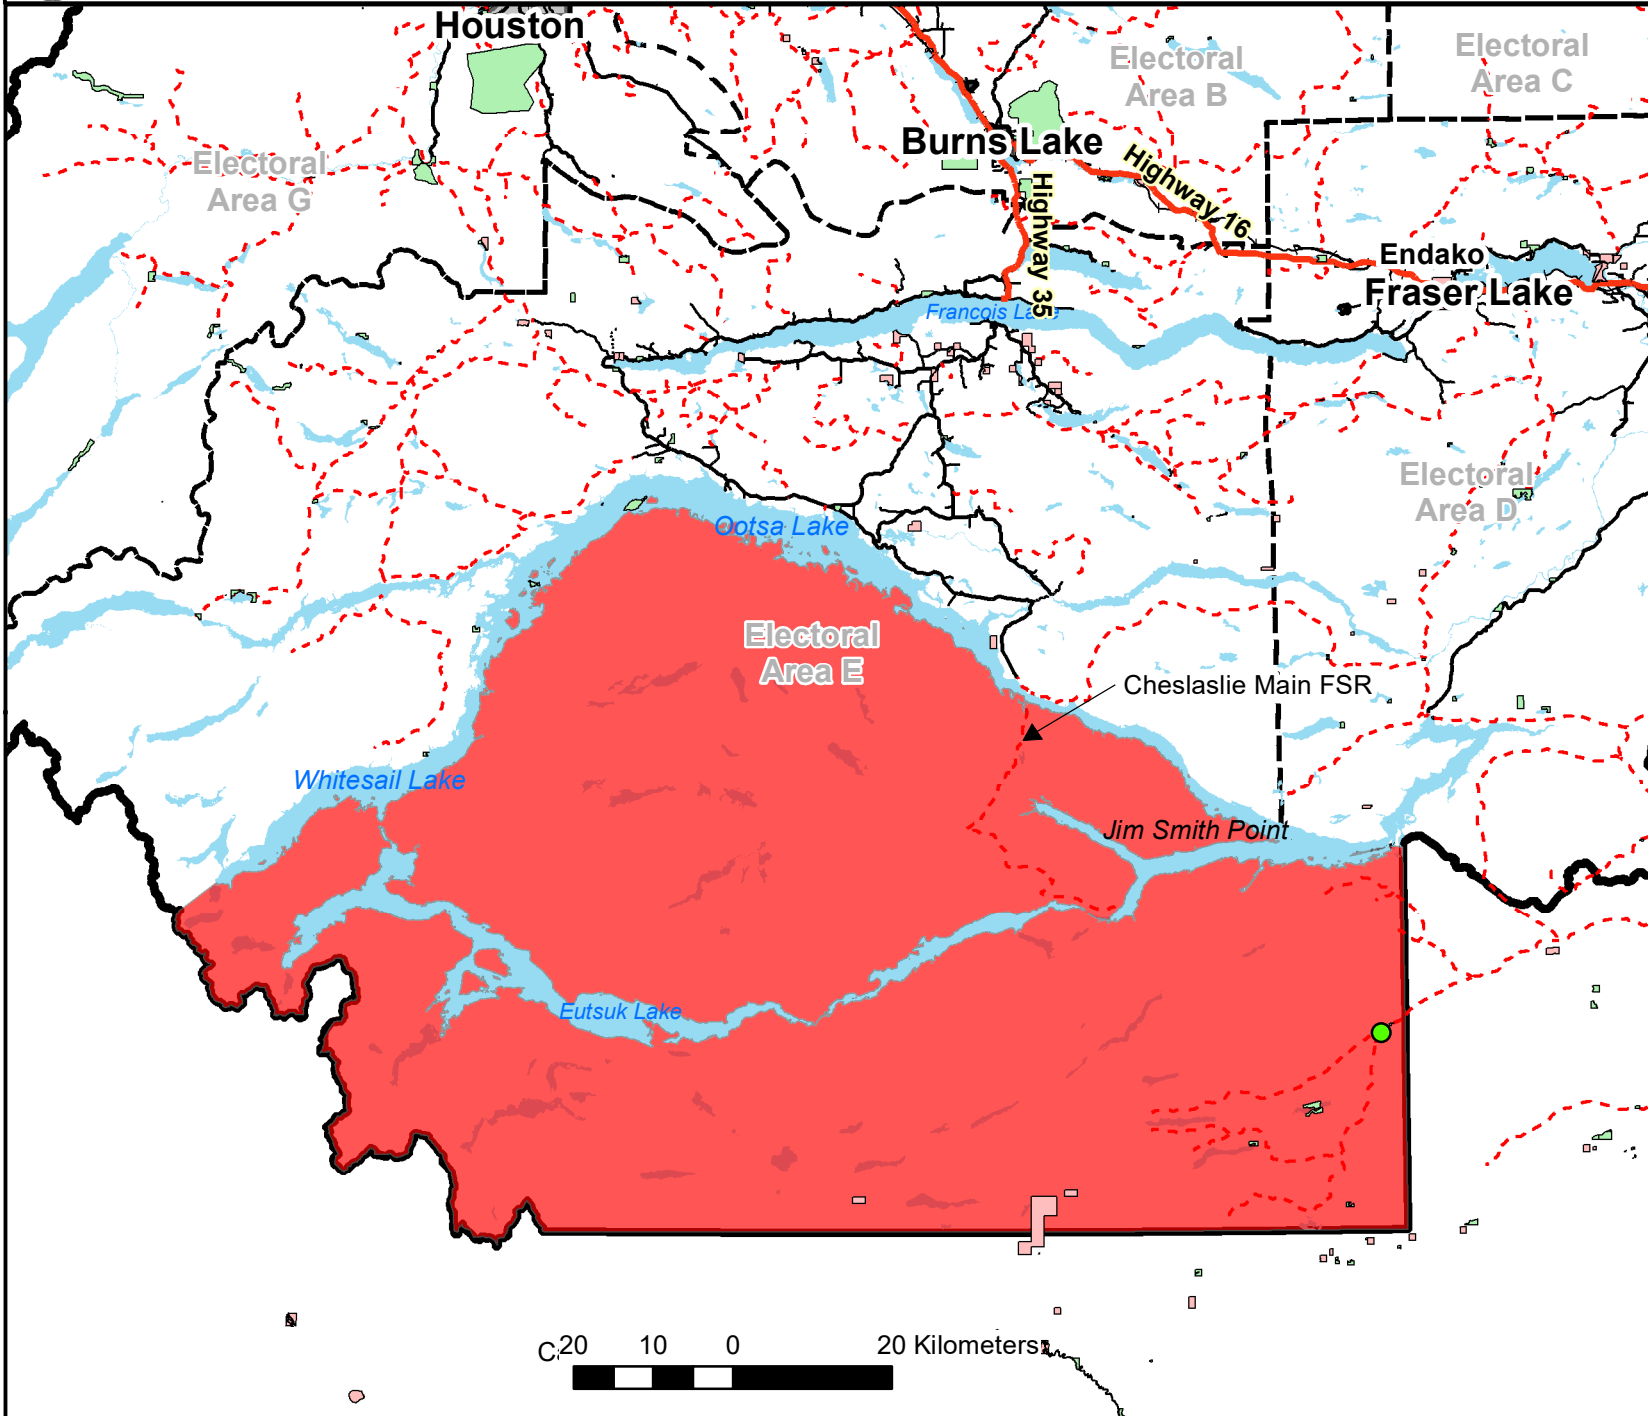 Houston
Electoral
Area B
Electoral
Area C
Burns Lake
Highway 16
Electoral
Area G
Highway 35
Endako
Fraser Lake
Francois Lake
Electoral
Area D
Ootsa Lake
Electoral
Area E
Cheslaslie Main FSR
Whitesail Lake
Jim Smith Point
Eutsuk Lake
20 10 0 20 Kilometers